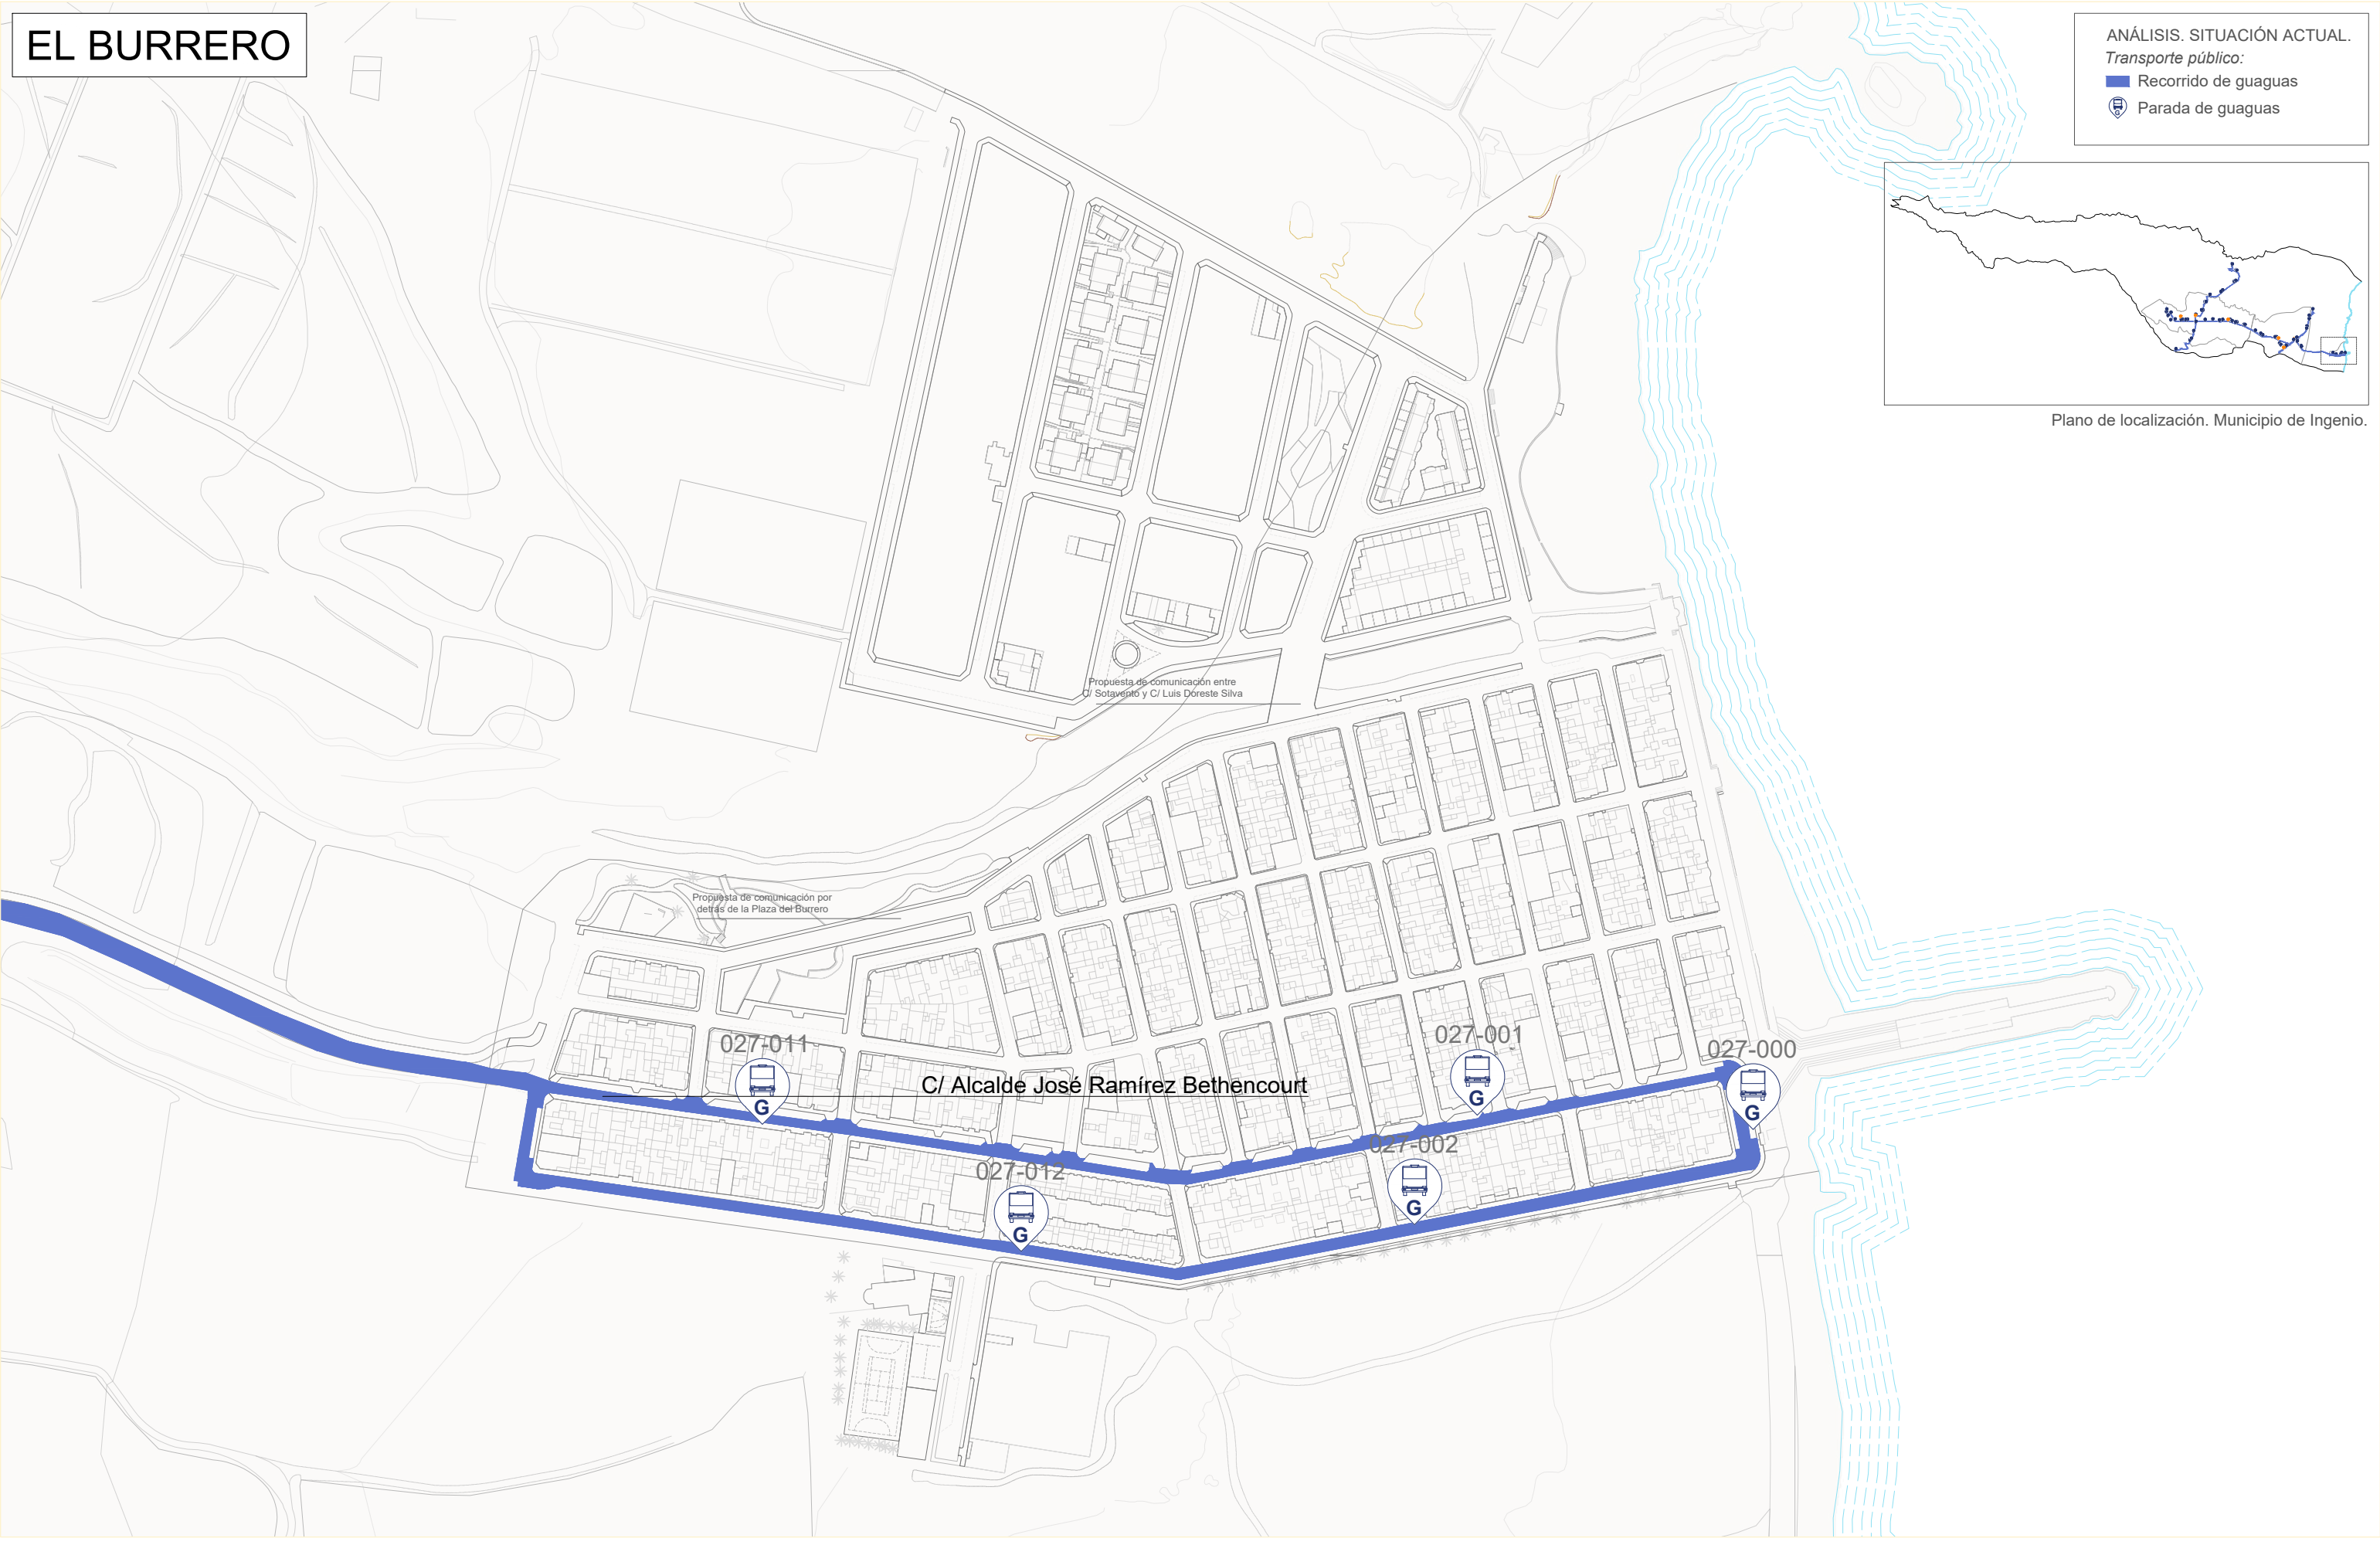 EL BURRERO
ANÁLISIS. SITUACIÓN ACTUAL.
Transporte público:
Recorrido de guaguas
G
Parada de guaguas
Plano de localización. Municipio de Ingenio.
Propuesta de comunicación entre
C/ Sotavento y C/ Luis Doreste Silva
Propuesta de comunicación por
detrás de la Plaza del Burrero
027-011
G
027-001
G
027-000
G
C/ Alcalde José Ramírez Bethencourt
027-002
G
027-012
G